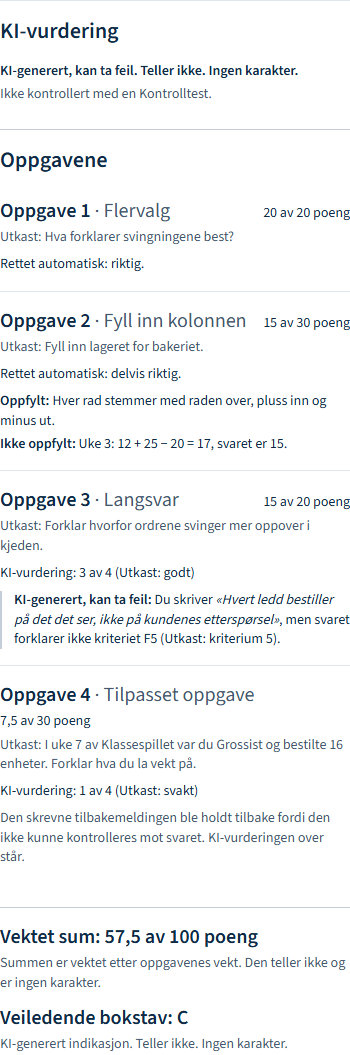 KI-vurdering
KI-generert, kan ta feil. Teller ikke. Ingen karakter.
Ikke kontrollert med en Kontrolltest.
Oppgavene
Oppgave 1 · Flervalg 20 av 20 poeng
Utkast: Hva forklarer svingningene best?
Rettet automatisk: riktig.
Oppgave 2 · Fyll inn kolonnen 15 av 30 poeng
Utkast: Fyll inn lageret for bakeriet.
Rettet automatisk: delvis riktig.
Oppfylt: Hver rad stemmer med raden over, pluss inn og
minus ut.
Ikke oppfylt: Uke 3: 12 + 25 − 20 = 17, svaret er 15.
Oppgave 3 · Langsvar 15 av 20 poeng
Utkast: Forklar hvorfor ordrene svinger mer oppover i
kjeden.
KI-vurdering: 3 av 4 (Utkast: godt)
KI-generert, kan ta feil: Du skriver «Hvert ledd bestiller
på det det ser, ikke på kundenes etterspørsel», men svaret
forklarer ikke kriteriet F5 (Utkast: kriterium 5).
Oppgave 4 · Tilpasset oppgave
7,5 av 30 poeng
Utkast: I uke 7 av Klassespillet var du Grossist og bestilte 16
enheter. Forklar hva du la vekt på.
KI-vurdering: 1 av 4 (Utkast: svakt)
Den skrevne tilbakemeldingen ble holdt tilbake fordi den
ikke kunne kontrolleres mot svaret. KI-vurderingen over
står.
Vektet sum: 57,5 av 100 poeng
Summen er vektet etter oppgavenes vekt. Den teller ikke og
er ingen karakter.
Veiledende bokstav: C
KI-generert indikasjon. Teller ikke. Ingen karakter.